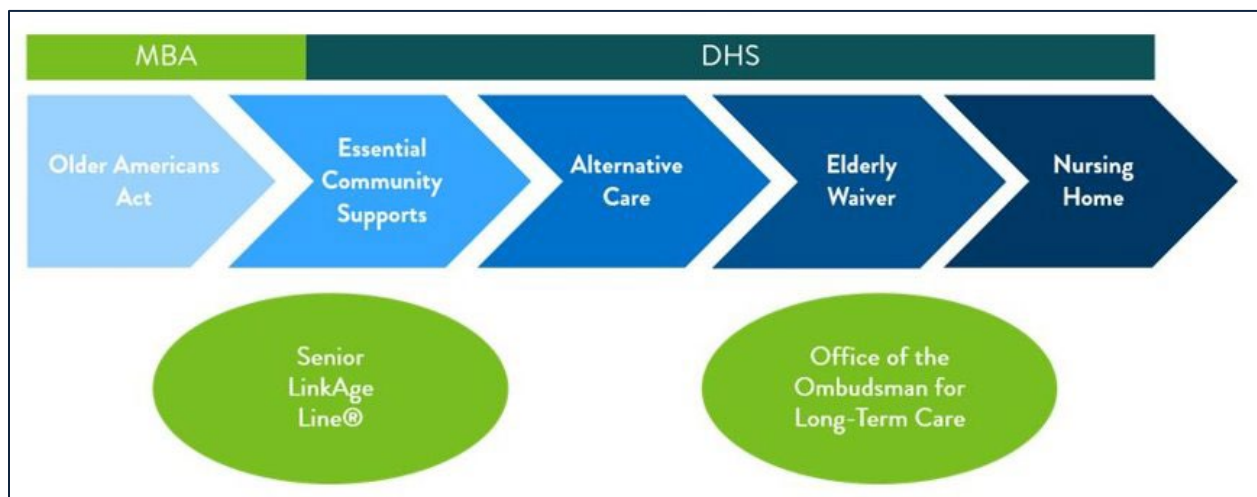 MBA
DHS
Older Americans
Act
Essential
Community
Supports
Alternative
Care
Elderly
Waiver
Nursing
Home
Senior
LinkAge
Line®
Office of the
Ombudsman for
Long-Term Care